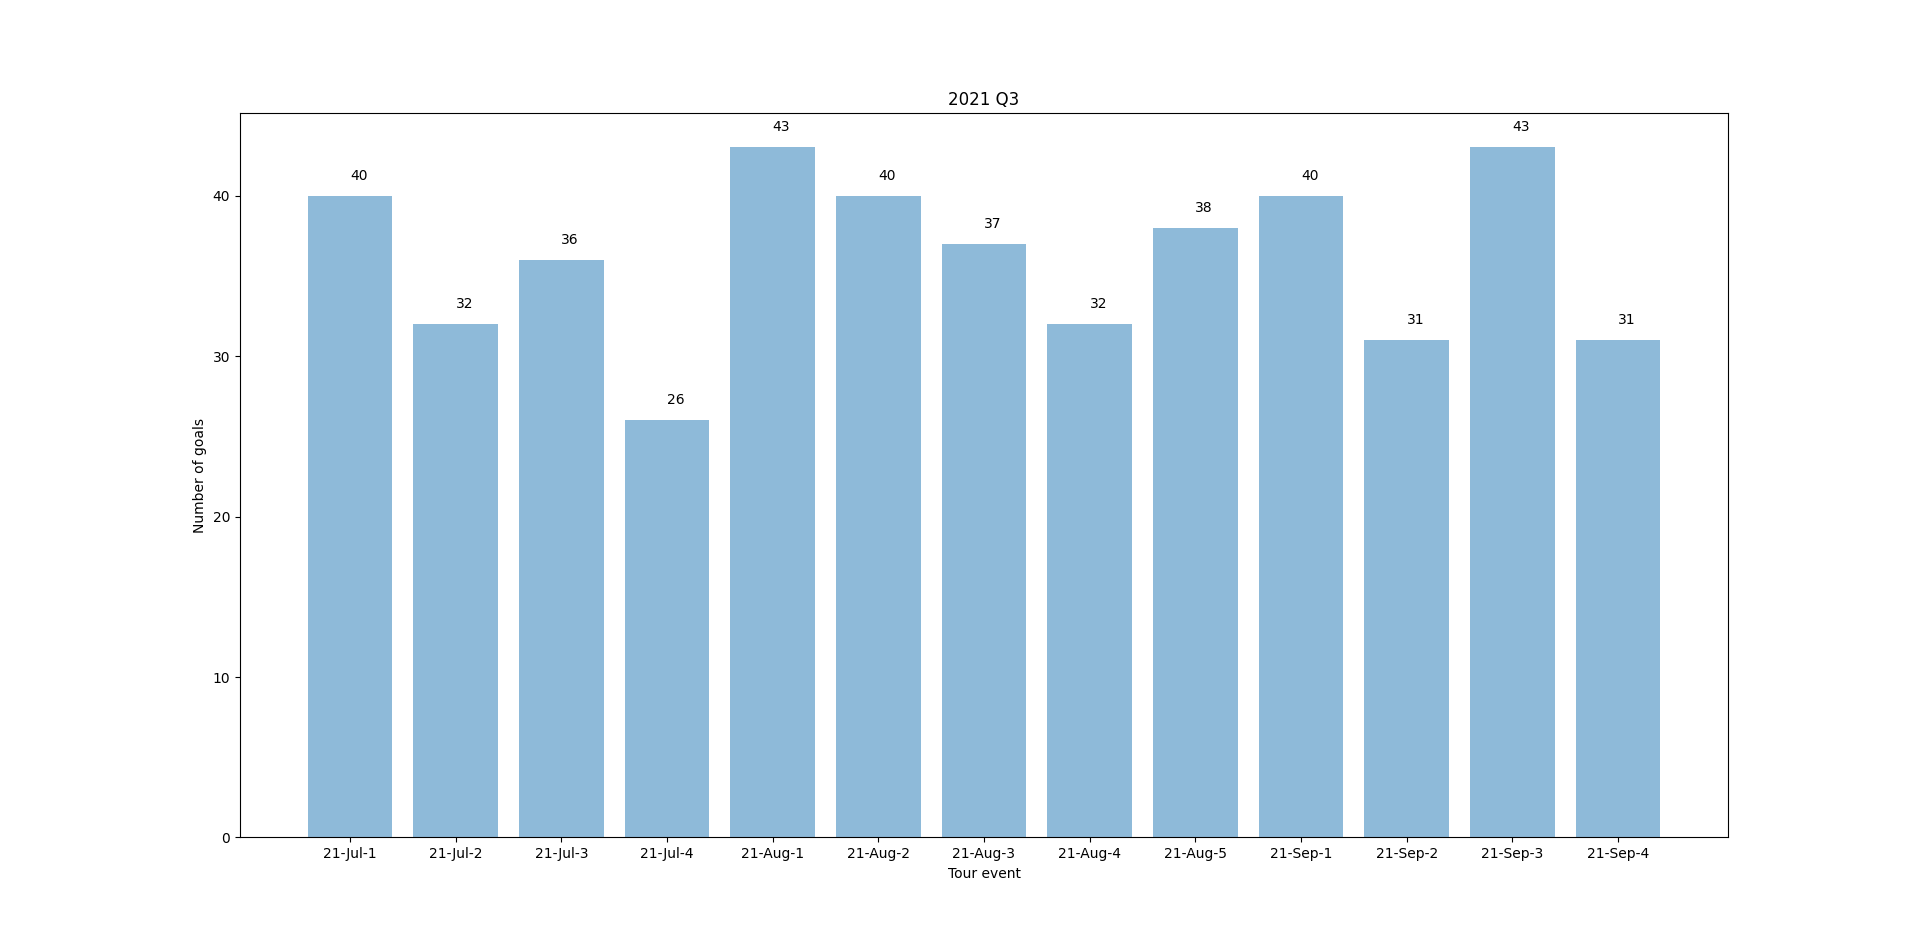 2021 Q3
43 43
40 40 40
38
37
36
32 32
31 31
26
40
30
20
10
0
Number of goals
21-Jul-1 21-Jul-2 21-Jul-3 21-Jul-4 21-Aug-1 21-Aug-2 21-Aug-3 21-Aug-4 21-Aug-5 21-Sep-1 21-Sep-2 21-Sep-3 21-Sep-4
Tour event